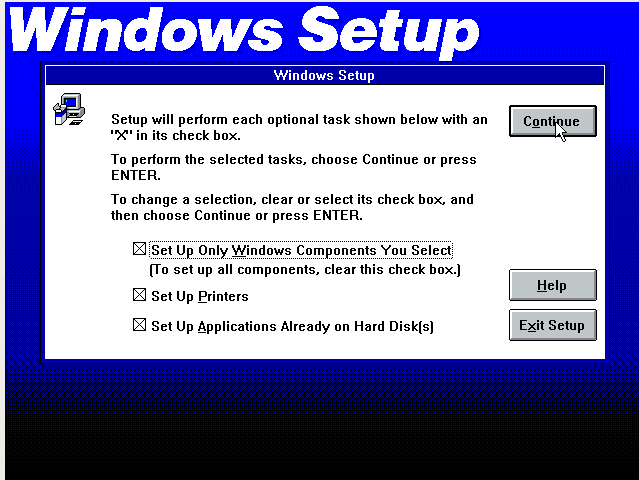 Windows Setup
Windows Setup
Setup will perform each optional task shown below with an
"X" in its check box.
Continue
To perform the selected tasks, choose Continue or press
ENTER.
To change a selection, clear or select its check box, and
then choose Continue or press ENTER.
Set Up Only Windows Components You Select
(To set up all components, clear this check box.)
Help
Set Up Printers
Set Up Applications Already on Hard Disk(s)
Exit Setup